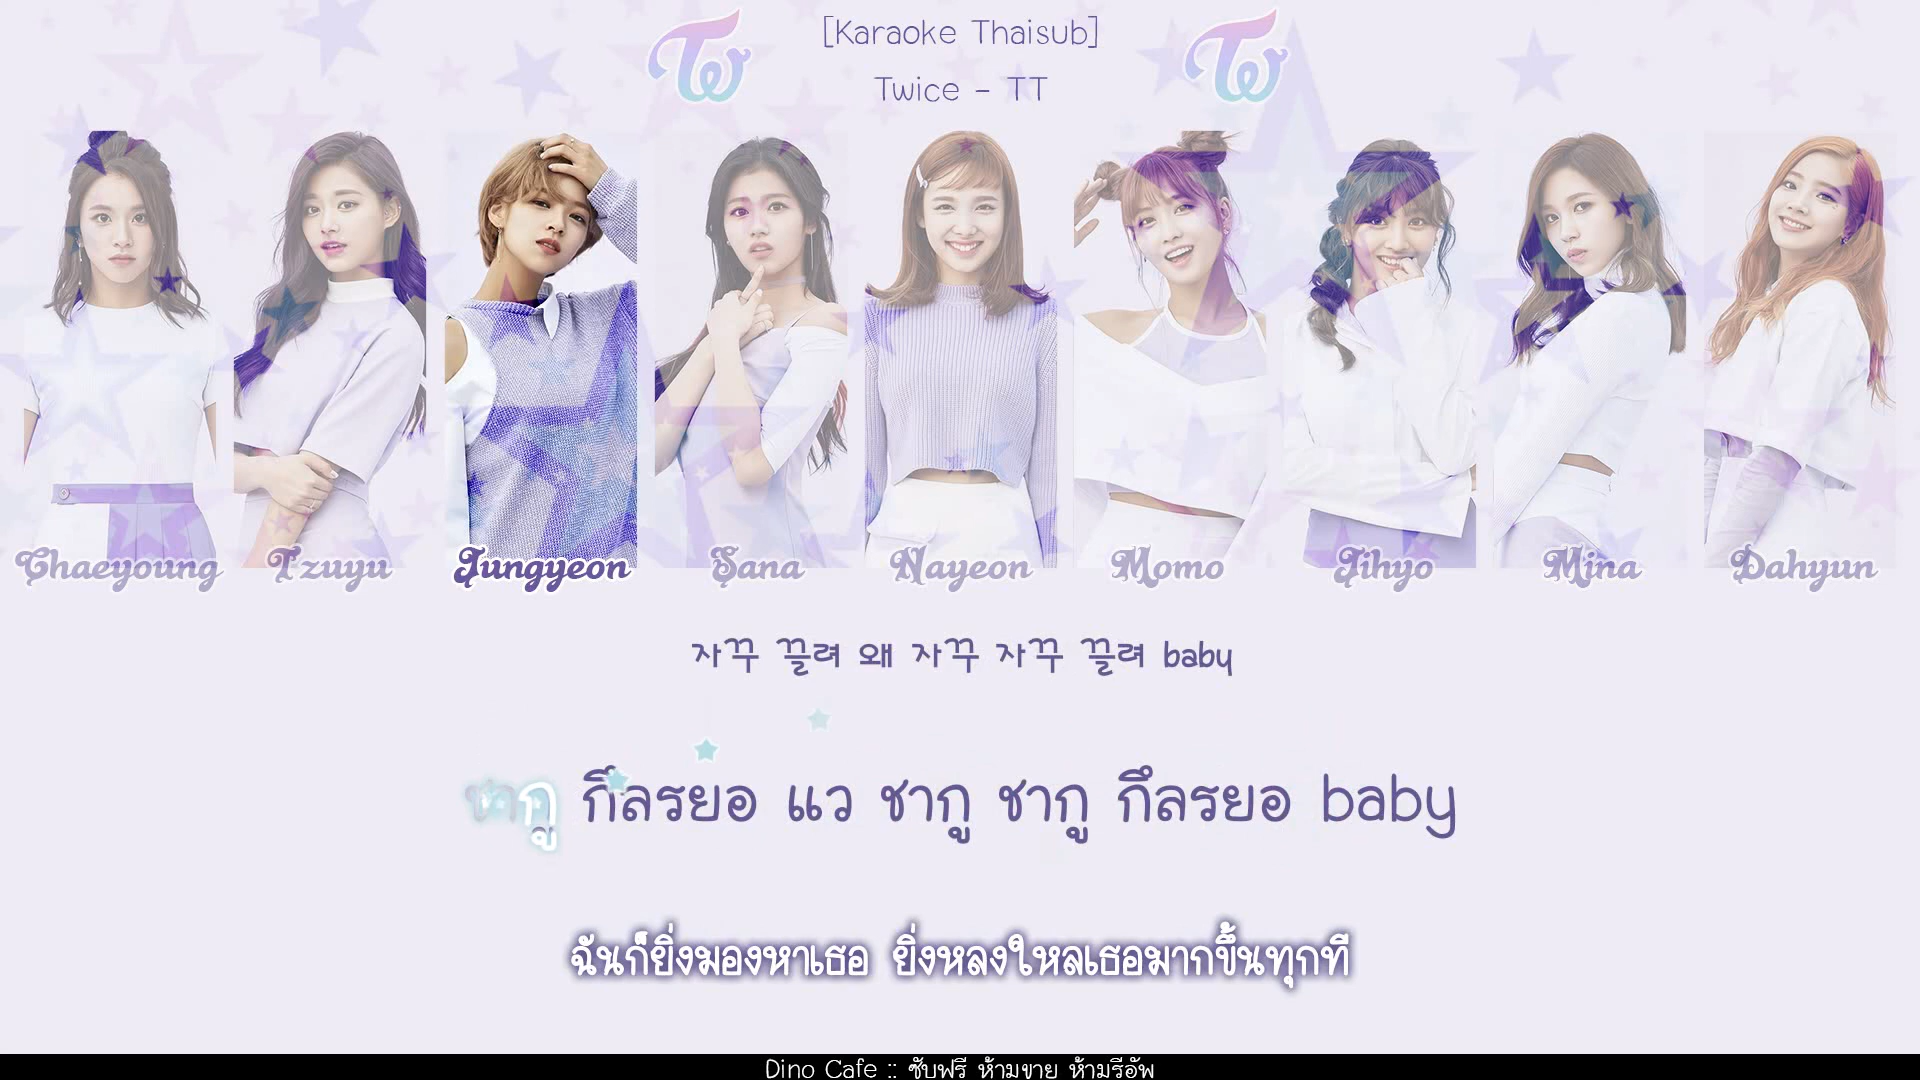 [Karaoke Thaisub]
Tw Tw
Twice - TT
Chaeyoung Tzuyu Jungyeon Sana Nayeon Momo Jihyo Mina Dahyun
자꾸 끌려 왜 자꾸 자꾸 끌려 baby
ชากู กึลรยอ แว ชากู ชากู กึลรยอ baby
ฉันก็ยิ่งมองหาเธอ ยิ่งหลงใหลเธอมากขึ้นทุกที
Dino Cafe :: ซับฟรี ห้ามขาย ห้ามรีอัพ